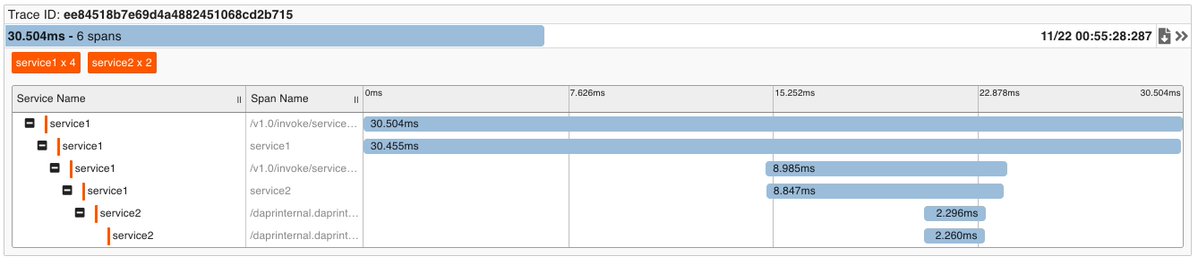 Trace ID: ee84518b7e69d4a4882451068cd2b715
30.504ms - 6 spans 11/22 00:55:28:287
service1 x 4 service2 x 2
Service Name Span Name 0ms 7.626ms 15.252ms 22.878ms 30.504ms
service1 /v1.0/invoke/service... 30.504ms
service1 service1 30.455ms
service1 /v1.0/invoke/service... 8.985ms
service1 service2 8.847ms
service2 /daprinternal.daprint... 2.296ms
service2 /daprinternal.daprint... 2.260ms